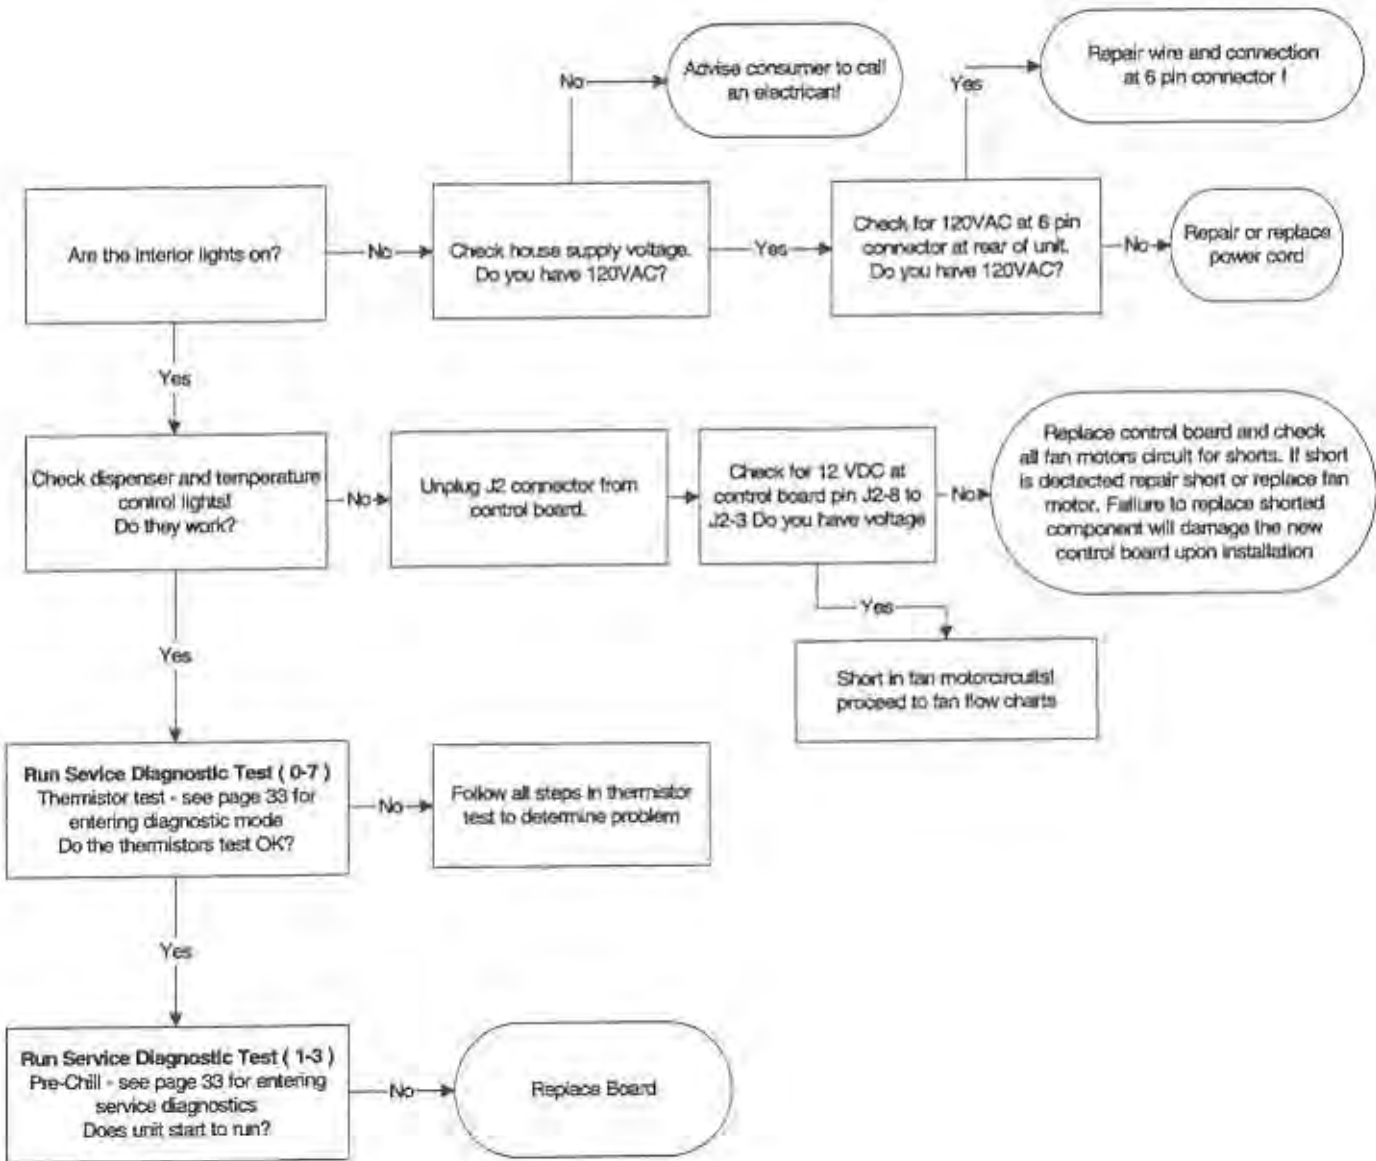 No
Advise consumer to call
an electrican!
Yes
Repair wire and connection
at 6 pin connector !
Are the interior lights on?
No
Check house supply voltage.
Do you have 120VAC?
Yes
Check for 120VAC at 6 pin
connector at rear of unit.
Do you have 120VAC?
No
Repair or replace
power cord
Yes
Check dispenser and temperature
control lights!
Do they work?
No
Unplug J2 connector from
control board.
Check for 12 VDC at
control board pin J2-8 to
J2-3 Do you have voltage
No
Replace control board and check
all fan motors circuit for shorts. If short
is dectected repair short or replace fan
motor. Failure to replace shorted
component will damage the new
control board upon installation
Yes
Short in fan motorcircuits!
proceed to fan flow charts
Yes
Run Sevice Diagnostic Test ( 0-7 )
Thermistor test - see page 33 for
entering diagnostic mode
Do the thermistors test OK?
No
Follow all steps in thermistor
test to determine problem
Yes
Run Service Diagnostic Test ( 1-3 )
Pre-Chill - see page 33 for entering
service diagnostics
Does unit start to run?
No
Replace Board